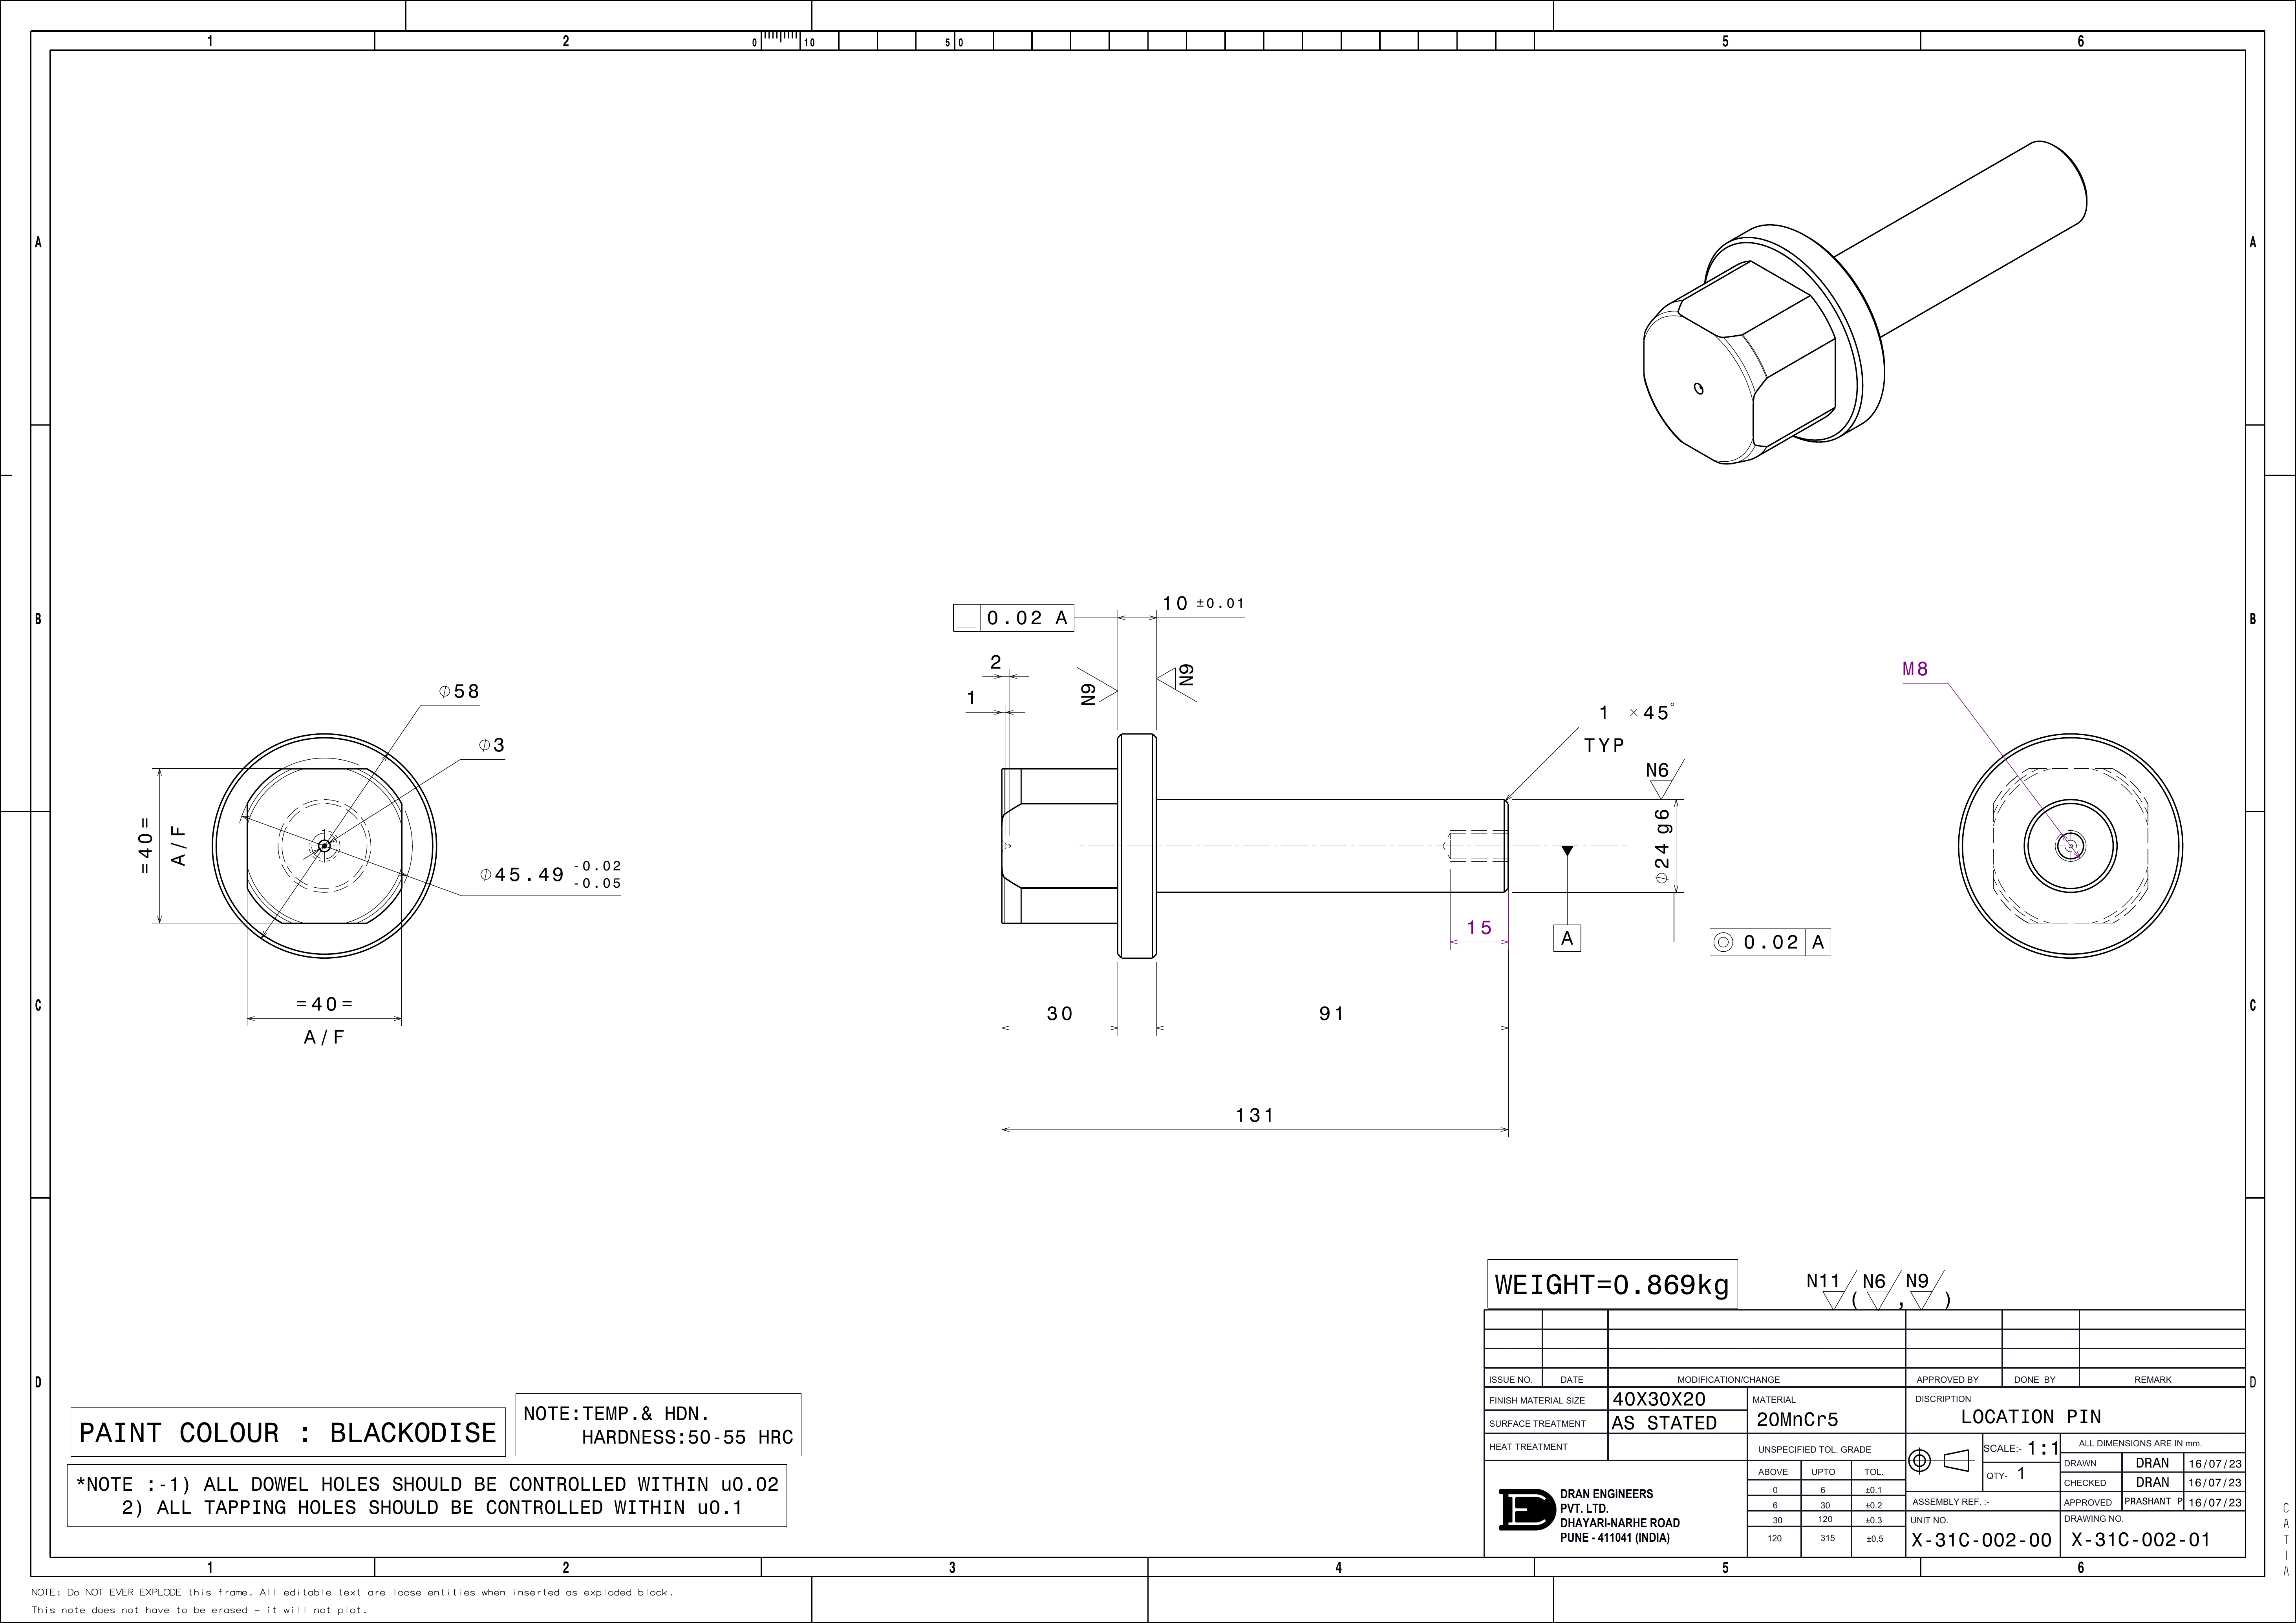 1
2
0
10
50
5
6
A
A
B
B
C
C
D
D
⊥ 0.02 A
10 ±0.01
2
1
N9
N9
M8
⌀58
⌀3
1 ×45°
TYP
N6
=40=
A/F
⌀45.49 -0.02
-0.05
⌀24 g6
15
A
◎ 0.02 A
=40=
A/F
30
91
131
WEIGHT=0.869kg
N11 ( N6 , N9 )
ISSUE NO. DATE MODIFICATION/CHANGE APPROVED BY DONE BY REMARK
FINISH MATERIAL SIZE 40X30X20
SURFACE TREATMENT AS STATED
HEAT TREATMENT
MATERIAL
20MnCr5
DISCRIPTION
LOCATION PIN
UNSPECIFIED TOL. GRADE
ABOVE UPTO TOL.
0 6 ±0.1
6 30 ±0.2
30 120 ±0.3
120 315 ±0.5
SCALE:- 1:1
QTY- 1
ALL DIMENSIONS ARE IN mm.
DRAWN DRAN 16/07/23
CHECKED DRAN 16/07/23
APPROVED PRASHANT P 16/07/23
ASSEMBLY REF. :-
UNIT NO.
X-31C-002-00
DRAWING NO.
X-31C-002-01
DRAN ENGINEERS
PVT. LTD.
DHAYARI-NARHE ROAD
PUNE - 411041 (INDIA)
PAINT COLOUR : BLACKODISE
NOTE:TEMP.& HDN.
HARDNESS:50-55 HRC
*NOTE :-1) ALL DOWEL HOLES SHOULD BE CONTROLLED WITHIN u0.02
2) ALL TAPPING HOLES SHOULD BE CONTROLLED WITHIN u0.1
1
2
3
4
5
6
CATIA
NOTE: Do NOT EVER EXPLODE this frame. All editable text are loose entities when inserted as exploded block.
This note does not have to be erased – it will not plot.